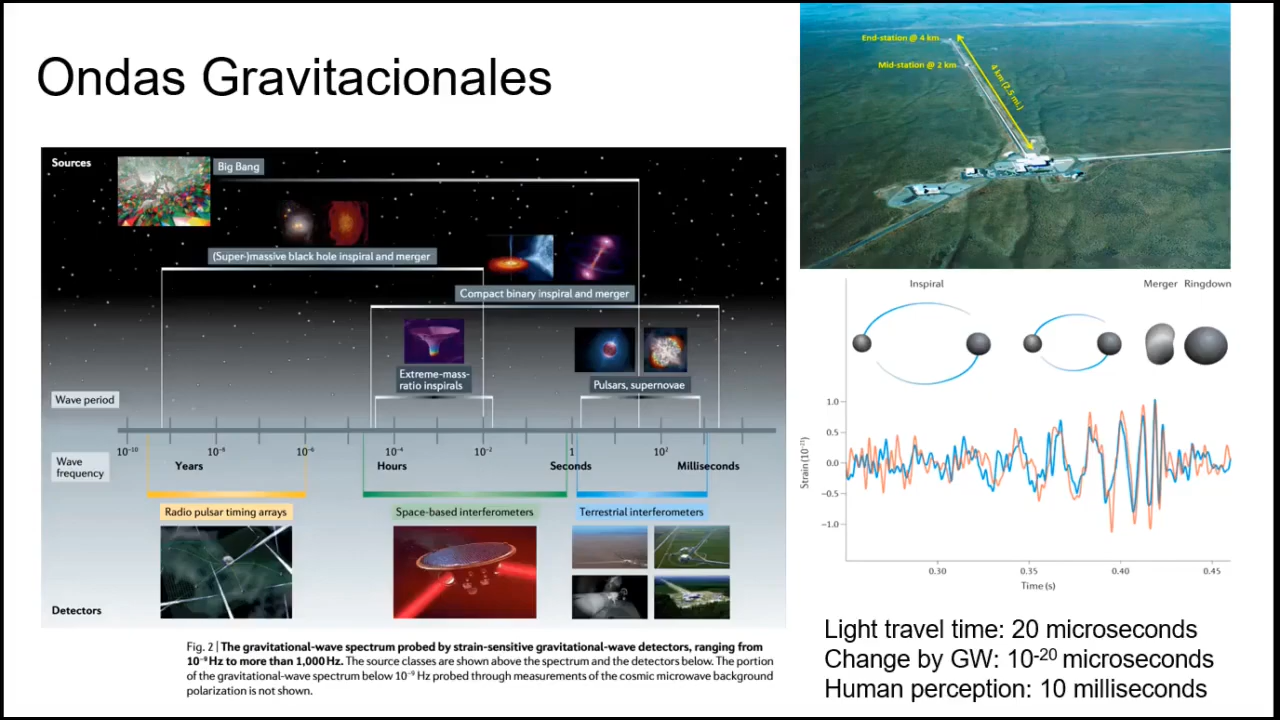 Ondas Gravitacionales
Sources
Big Bang
(Super-)massive black hole inspiral and merger
Compact binary inspiral and merger
Extreme-mass-
ratio inspirals
Pulsars, supernovae
Wave period
Wave
frequency
10⁻¹⁰
10⁻⁸
10⁻⁶
10⁻⁴
10⁻²
1
10²
Years
Hours
Seconds
Milliseconds
Radio pulsar timing arrays
Space-based interferometers
Terrestrial interferometers
Detectors
Fig. 2 | The gravitational-wave spectrum probed by strain-sensitive gravitational-wave detectors, ranging from
10⁻⁹ Hz to more than 1,000 Hz. The source classes are shown above the spectrum and the detectors below. The portion
of the gravitational-wave spectrum below 10⁻⁹ Hz probed through measurements of the cosmic microwave background
polarization is not shown.
End-station @ 4 km
Mid-station @ 2 km
4 km (2.5 mi.)
Inspiral
Merger
Ringdown
Strain (10⁻²¹)
1.0
0.5
0.0
−0.5
−1.0
0.30
0.35
0.40
0.45
Time (s)
Light travel time: 20 microseconds
Change by GW: 10⁻²⁰ microseconds
Human perception: 10 milliseconds